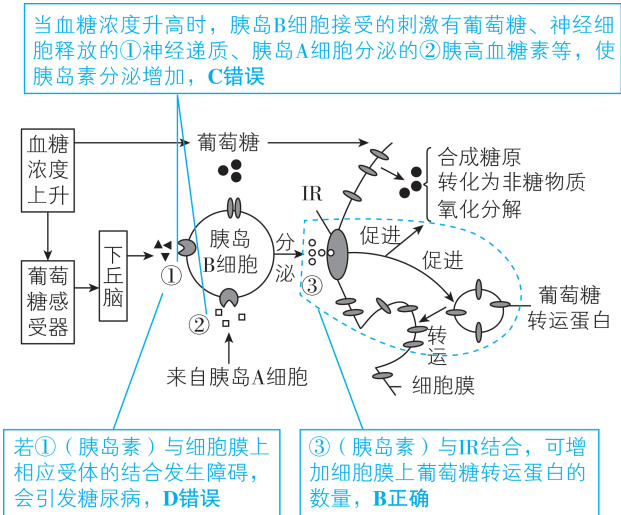 当血糖浓度升高时，胰岛B细胞接受的刺激有葡萄糖、神经细
胞释放的①神经递质、胰岛A细胞分泌的②胰高血糖素等，使
胰岛素分泌增加，C错误
血糖
浓度
上升
葡萄糖
合成糖原
转化为非糖物质
氧化分解
IR
胰岛
B细胞
分
泌
促进
促进
下
丘
脑
①
③
葡萄
糖感
受器
②
葡萄糖
转运蛋白
转
运
来自胰岛A细胞
细胞膜
若①（胰岛素）与细胞膜上
相应受体的结合发生障碍，
会引发糖尿病，D错误
③（胰岛素）与IR结合，可增
加细胞膜上葡萄糖转运蛋白的
数量，B正确